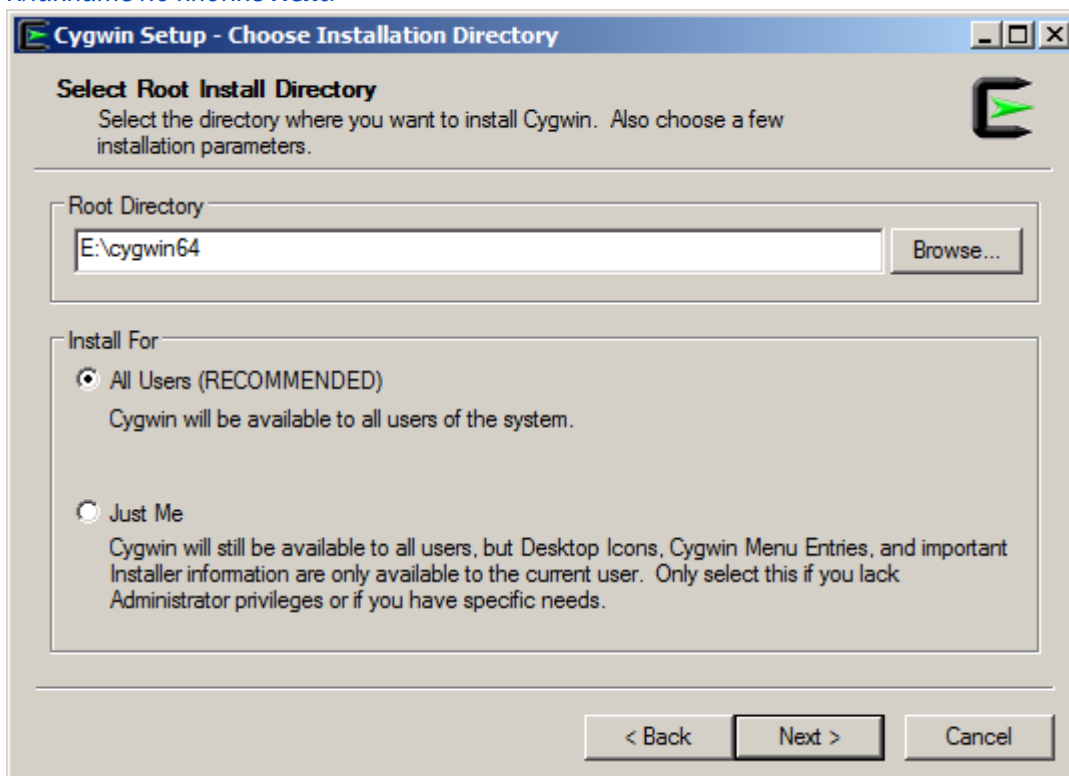 Cygwin Setup - Choose Installation Directory
Select Root Install Directory
Select the directory where you want to install Cygwin. Also choose a few
installation parameters.
Root Directory
E:\cygwin64
Browse...
Install For
All Users (RECOMMENDED)
Cygwin will be available to all users of the system.
Just Me
Cygwin will still be available to all users, but Desktop Icons, Cygwin Menu Entries, and important
Installer information are only available to the current user. Only select this if you lack
Administrator privileges or if you have specific needs.
< Back
Next >
Cancel